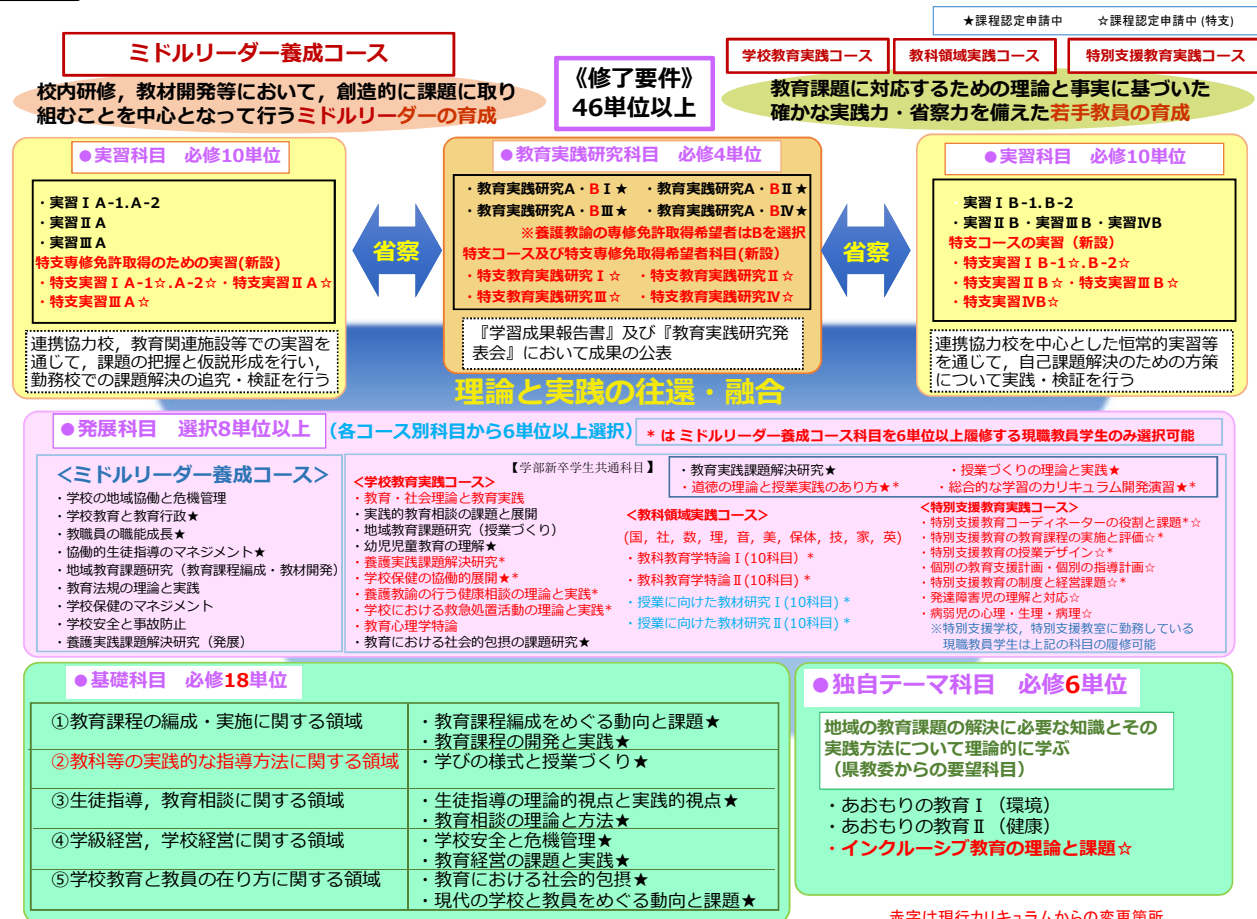 ★課程認定申請中　　☆課程認定申請中 (特支)
ミドルリーダー養成コース
校内研修，教材開発等において，創造的に課題に取り
組むことを中心となって行うミドルリーダーの育成
《修了要件》
46単位以上
学校教育実践コース
教科領域実践コース
特別支援教育実践コース
教育課題に対応するための理論と事実に基づいた
確かな実践力・省察力を備えた若手教員の育成
●実習科目　必修10単位
・実習ⅠA-1.A-2
・実習ⅡA
・実習ⅢA
特支専修免許取得のための実習(新設)
・特支実習ⅠA-1☆.A-2☆・特支実習ⅡA☆
・特支実習ⅢA☆
連携協力校，教育関連施設等での実習を
通じて，課題の把握と仮説形成を行い，
勤務校での課題解決の追究・検証を行う
省察
●教育実践研究科目　必修4単位
・教育実践研究A・BⅠ★　・教育実践研究A・BⅡ★
・教育実践研究A・BⅢ★　・教育実践研究A・BⅣ★
※養護教諭の専修免許取得希望者はBを選択
特支コース及び特支専修免取得希望者科目(新設）
・特支教育実践研究Ⅰ☆　・特支教育実践研究Ⅱ☆
・特支教育実践研究Ⅲ☆　・特支教育実践研究Ⅳ☆
『学習成果報告書』及び『教育実践研究発
表会』において成果の公表
省察
●実習科目　必修10単位
実習ⅠB-1.B-2
・実習ⅡB・実習ⅢB・実習ⅣB
特支コースの実習（新設）
・特支実習ⅠB-1☆.B-2☆
・特支実習ⅡB☆・特支実習ⅢB☆
・特支実習ⅣB☆
連携協力校を中心とした恒常的実習等
を通じて，自己課題解決のための方策
について実践・検証を行う
理論と実践の往還・融合
●発展科目　選択8単位以上
（各コース別科目から6単位以上選択）
* は ミドルリーダー養成コース科目を6単位以上履修する現職教員学生のみ選択可能
＜ミドルリーダー養成コース＞
・学校の地域協働と危機管理
・学校教育と教育行政★
・教職員の職能成長★
・協働的生徒指導のマネジメント★
・地域教育課題研究（教育課程編成・教材開発）
・教育法規の理論と実践
・学校保健のマネジメント
・学校安全と事故防止
・養護実践課題解決研究（発展）
【学部新卒学生共通科目】
・教育実践課題解決研究★
・授業づくりの理論と実践★
・道徳の理論と授業実践のあり方★*
・総合的な学習のカリキュラム開発演習★*
＜学校教育実践コース＞
・教育・社会理論と教育実践
・実践的教育相談の課題と展開
・地域教育課題研究（授業づくり）
・幼児児童教育の理解★
・養護実践課題解決研究*
・学校保健の協働的展開★*
・養護教諭の行う健康相談の理論と実践*
・学校における救急処置活動の理論と実践*
・教育心理学特論
・教育における社会的包摂の課題研究★
＜教科領域実践コース＞
(国，社，数，理，音，美，保体，技，家，英)
・教科教育学特論Ⅰ(10科目) *
・教科教育学特論Ⅱ(10科目) *
・授業に向けた教材研究Ⅰ(10科目) *
・授業に向けた教材研究Ⅱ(10科目) *
＜特別支援教育実践コース＞
・特別支援教育コーディネーターの役割と課題*☆
・特別支援教育の教育課程の実施と評価☆*
・特別支援教育の授業デザイン☆*
・個別の教育支援計画・個別の指導計画☆
・特別支援教育の制度と経営課題☆*
・発達障害児の理解と対応☆
・病弱児の心理・生理・病理☆
※特別支援学校，特別支援教室に勤務している
現職教員学生は上記の科目の履修可能
●基礎科目　必修18単位
①教育課程の編成・実施に関する領域
・教育課程編成をめぐる動向と課題★
・教育課程の開発と実践★
②教科等の実践的な指導方法に関する領域
・学びの様式と授業づくり★
③生徒指導，教育相談に関する領域
・生徒指導の理論的視点と実践的視点★
・教育相談の理論と方法★
④学級経営，学校経営に関する領域
・学校安全と危機管理★
・教育経営の課題と実践★
⑤学校教育と教員の在り方に関する領域
・教育における社会的包摂★
・現代の学校と教員をめぐる動向と課題★
●独自テーマ科目　必修6単位
地域の教育課題の解決に必要な知識とその
実践方法について理論的に学ぶ
（県教委からの要望科目）
・あおもりの教育Ⅰ（環境）
・あおもりの教育Ⅱ（健康）
・インクルーシブ教育の理論と課題☆
赤字は現行カリキュラムからの変更箇所